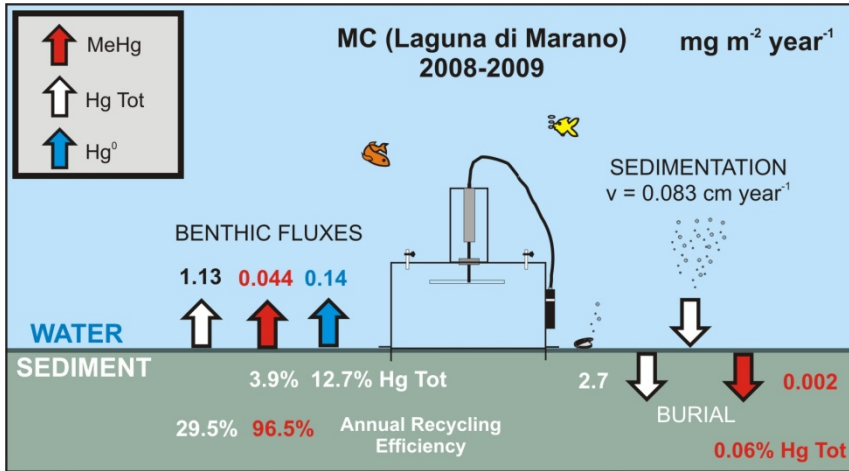 MeHg
Hg Tot
Hg⁰
MC (Laguna di Marano)
2008-2009
mg m⁻² year⁻¹
SEDIMENTATION
v = 0.083 cm year⁻¹
BENTHIC FLUXES
1.13 0.044 0.14
WATER
SEDIMENT
3.9% 12.7% Hg Tot
2.7
0.002
29.5% 96.5% Annual Recycling
Efficiency
BURIAL
0.06% Hg Tot